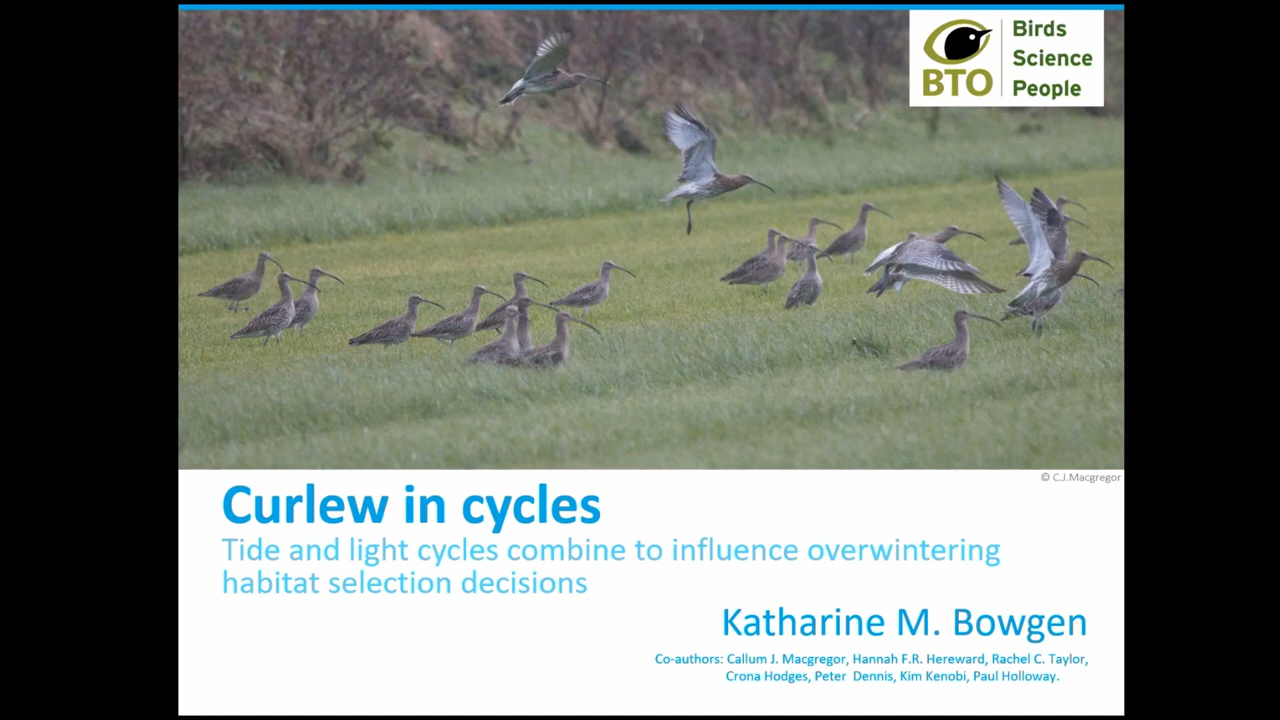 Birds
Science
People
BTO
© C.J.Macgregor
Curlew in cycles
Tide and light cycles combine to influence overwintering
habitat selection decisions
Katharine M. Bowgen
Co-authors: Callum J. Macgregor, Hannah F.R. Hereward, Rachel C. Taylor,
Crona Hodges, Peter Dennis, Kim Kenobi, Paul Holloway.